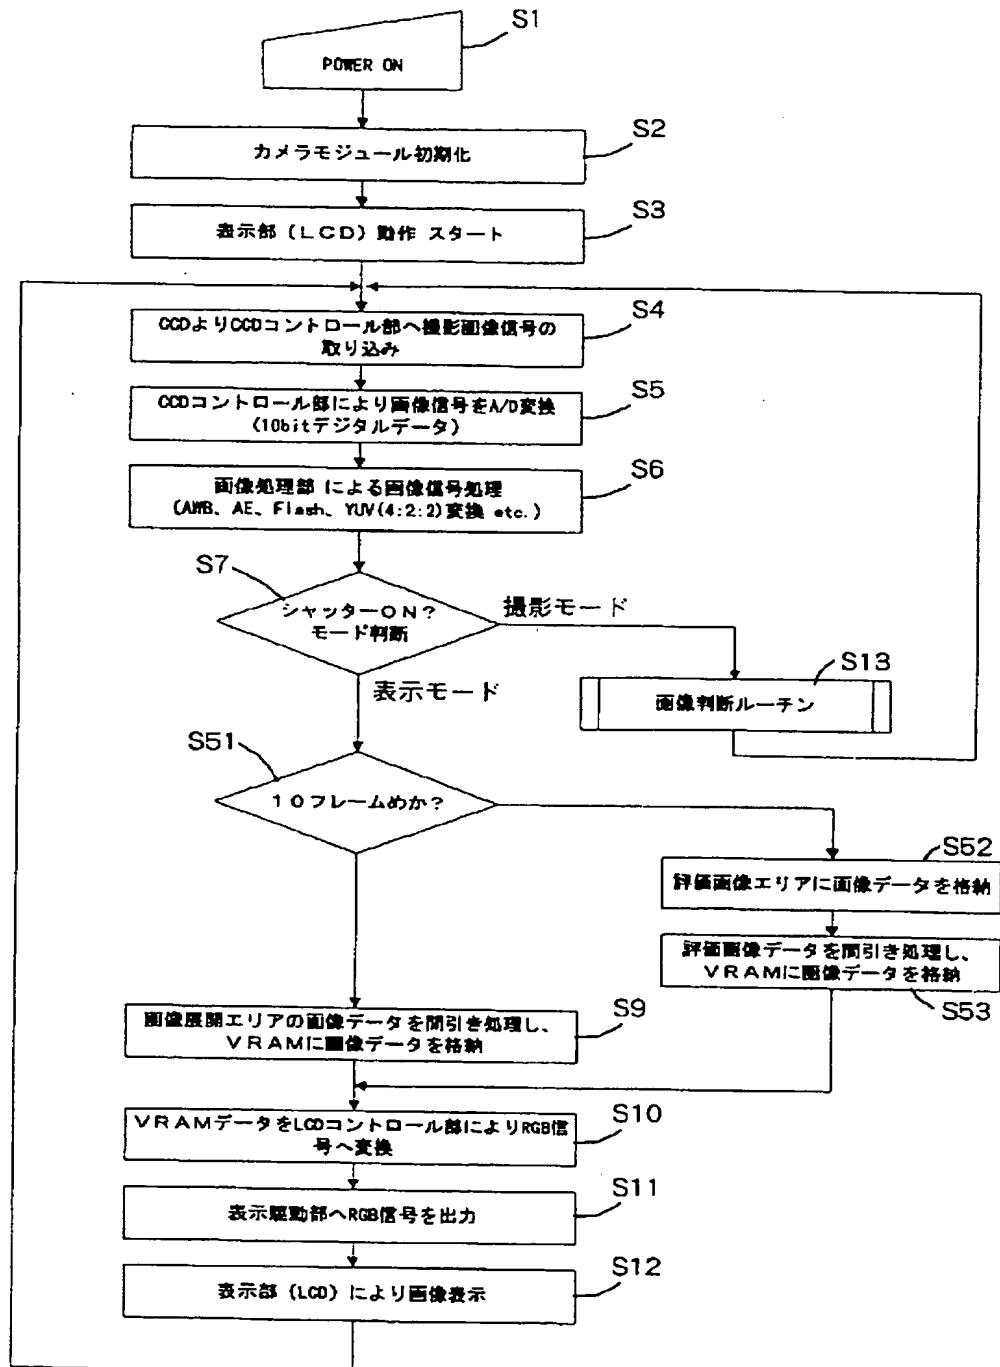 S1
POWER ON
S2
カメラモジュール初期化
S3
表示部（LCD）動作 スタート
S4
CCDよりCCDコントロール部へ撮影画像信号の
取り込み
S5
CCDコントロール部により画像信号をA/D変換
(10bitデジタルデータ)
S6
画像処理部 による画像信号処理
(AWB、AE、Flash、YUV(4:2:2)変換 etc.)
S7
シャッターON？
モード判断
撮影モード
S13
画像判断ルーチン
表示モード
S51
10フレームめか？
S52
評価画像エリアに画像データを格納
評価画像データを間引き処理し、
VRAMに画像データを格納
S53
S9
画像展開エリアの画像データを間引き処理し、
VRAMに画像データを格納
S10
VRAMデータをLCDコントロール部によりRGB信
号へ変換
S11
表示駆動部へRGB信号を出力
S12
表示部（LCD）により画像表示